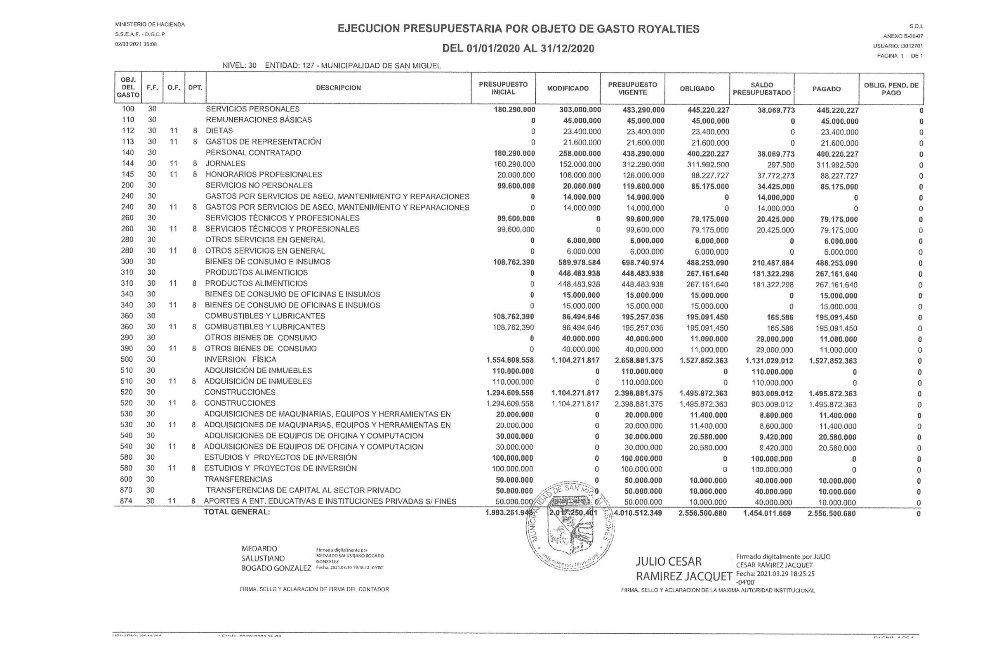 MINISTERIO DE HACIENDA
S.S.E.A.F. - D.G.C.P
02/03/2021 35:08
EJECUCION PRESUPUESTARIA POR OBJETO DE GASTO ROYALTIES
DEL 01/01/2020 AL 31/12/2020
S.D.I.
ANEXO B-06-07
USUARIO: i3012701
PAGINA 1 DE 1
NIVEL: 30 ENTIDAD: 127 - MUNICIPALIDAD DE SAN MIGUEL
OBJ. DEL GASTO F.F. O.F. DPT. DESCRIPCION PRESUPUESTO INICIAL MODIFICADO PRESUPUESTO VIGENTE OBLIGADO SALDO PRESUPUESTADO PAGADO OBLIG. PEND. DE PAGO
100 30 SERVICIOS PERSONALES 180.290.000 303.000.000 483.290.000 445.220.227 38.069.773 445.220.227 0
110 30 REMUNERACIONES BÁSICAS 0 45.000.000 45.000.000 45.000.000 0 45.000.000 0
112 30 11 8 DIETAS 0 23.400.000 23.400.000 23.400.000 0 23.400.000 0
113 30 11 8 GASTOS DE REPRESENTACIÓN 0 21.600.000 21.600.000 21.600.000 0 21.600.000 0
140 30 PERSONAL CONTRATADO 180.290.000 258.000.000 438.290.000 400.220.227 38.069.773 400.220.227 0
144 30 11 8 JORNALES 160.290.000 152.000.000 312.290.000 311.992.500 297.500 311.992.500 0
145 30 11 8 HONORARIOS PROFESIONALES 20.000.000 106.000.000 126.000.000 88.227.727 37.772.273 88.227.727 0
200 30 SERVICIOS NO PERSONALES 99.600.000 20.000.000 119.600.000 85.175.000 34.425.000 85.175.000 0
240 30 GASTOS POR SERVICIOS DE ASEO, MANTENIMIENTO Y REPARACIONES 0 14.000.000 14.000.000 0 14.000.000 0 0
240 30 11 8 GASTOS POR SERVICIOS DE ASEO, MANTENIMIENTO Y REPARACIONES 0 14.000.000 14.000.000 0 14.000.000 0 0
260 30 SERVICIOS TÉCNICOS Y PROFESIONALES 99.600.000 0 99.600.000 79.175.000 20.425.000 79.175.000 0
260 30 11 8 SERVICIOS TÉCNICOS Y PROFESIONALES 99.600.000 0 99.600.000 79.175.000 20.425.000 79.175.000 0
280 30 OTROS SERVICIOS EN GENERAL 0 6.000.000 6.000.000 6.000.000 0 6.000.000 0
280 30 11 8 OTROS SERVICIOS EN GENERAL 0 6.000.000 6.000.000 6.000.000 0 6.000.000 0
300 30 BIENES DE CONSUMO E INSUMOS 108.762.390 589.978.584 698.740.974 488.253.090 210.487.884 488.253.090 0
310 30 PRODUCTOS ALIMENTICIOS 0 448.483.938 448.483.938 267.161.640 181.322.298 267.161.640 0
310 30 11 8 PRODUCTOS ALIMENTICIOS 0 448.483.938 448.483.938 267.161.640 181.322.298 267.161.640 0
340 30 BIENES DE CONSUMO DE OFICINAS E INSUMOS 0 15.000.000 15.000.000 15.000.000 0 15.000.000 0
340 30 11 8 BIENES DE CONSUMO DE OFICINAS E INSUMOS 0 15.000.000 15.000.000 15.000.000 0 15.000.000 0
360 30 COMBUSTIBLES Y LUBRICANTES 108.762.390 86.494.646 195.257.036 195.091.450 165.586 195.091.450 0
360 30 11 8 COMBUSTIBLES Y LUBRICANTES 108.762.390 86.494.646 195.257.036 195.091.450 165.586 195.091.450 0
390 30 OTROS BIENES DE CONSUMO 0 40.000.000 40.000.000 11.000.000 29.000.000 11.000.000 0
390 30 11 8 OTROS BIENES DE CONSUMO 0 40.000.000 40.000.000 11.000.000 29.000.000 11.000.000 0
500 30 INVERSION FÍSICA 1.554.609.558 1.104.271.817 2.658.881.375 1.527.852.363 1.131.029.012 1.527.852.363 0
510 30 ADQUISICIÓN DE INMUEBLES 110.000.000 0 110.000.000 0 110.000.000 0 0
510 30 11 8 ADQUISICIÓN DE INMUEBLES 110.000.000 0 110.000.000 0 110.000.000 0 0
520 30 CONSTRUCCIONES 1.294.609.558 1.104.271.817 2.398.881.375 1.495.872.363 903.009.012 1.495.872.363 0
520 30 11 8 CONSTRUCCIONES 1.294.609.558 1.104.271.817 2.398.881.375 1.495.872.363 903.009.012 1.495.872.363 0
530 30 ADQUISICIONES DE MAQUINARIAS, EQUIPOS Y HERRAMIENTAS EN 20.000.000 0 20.000.000 11.400.000 8.600.000 11.400.000 0
530 30 11 8 ADQUISICIONES DE MAQUINARIAS, EQUIPOS Y HERRAMIENTAS EN 20.000.000 0 20.000.000 11.400.000 8.600.000 11.400.000 0
540 30 ADQUISICIONES DE EQUIPOS DE OFICINA Y COMPUTACION 30.000.000 0 30.000.000 20.580.000 9.420.000 20.580.000 0
540 30 11 8 ADQUISICIONES DE EQUIPOS DE OFICINA Y COMPUTACION 30.000.000 0 30.000.000 20.580.000 9.420.000 20.580.000 0
580 30 ESTUDIOS Y PROYECTOS DE INVERSIÓN 100.000.000 0 100.000.000 0 100.000.000 0 0
580 30 11 8 ESTUDIOS Y PROYECTOS DE INVERSIÓN 100.000.000 0 100.000.000 0 100.000.000 0 0
800 30 TRANSFERENCIAS 50.000.000 0 50.000.000 10.000.000 40.000.000 10.000.000 0
870 30 TRANSFERENCIAS DE CAPITAL AL SECTOR PRIVADO 50.000.000 0 50.000.000 10.000.000 40.000.000 10.000.000 0
874 30 11 8 APORTES A ENT. EDUCATIVAS E INSTITUCIONES PRIVADAS S/ FINES 50.000.000 0 50.000.000 10.000.000 40.000.000 10.000.000 0
TOTAL GENERAL: 1.993.261.948 2.017.250.401 4.010.512.349 2.556.500.680 1.454.011.669 2.556.500.680 0
MUNICIPALIDAD DE SAN MIGUEL MISIONES
Intendencia Municipal
MEDARDO
SALUSTIANO
BOGADO GONZALEZ
Firmado digitalmente por
MEDARDO SALUSTIANO BOGADO
GONZALEZ
Fecha: 2021.03.30 19:18.12 -04'00'
FIRMA, SELLO Y ACLARACION DE FIRMA DEL CONTADOR
JULIO CESAR
RAMIREZ JACQUET
Firmado digitalmente por JULIO
CESAR RAMIREZ JACQUET
Fecha: 2021.03.29 18:25:25
-04'00'
FIRMA, SELLO Y ACLARACION DE LA MAXIMA AUTORIDAD INSTITUCIONAL
USUARIO: i3012701 FECHA: 02/03/2021 35:08 PAGINA 1 DE 1